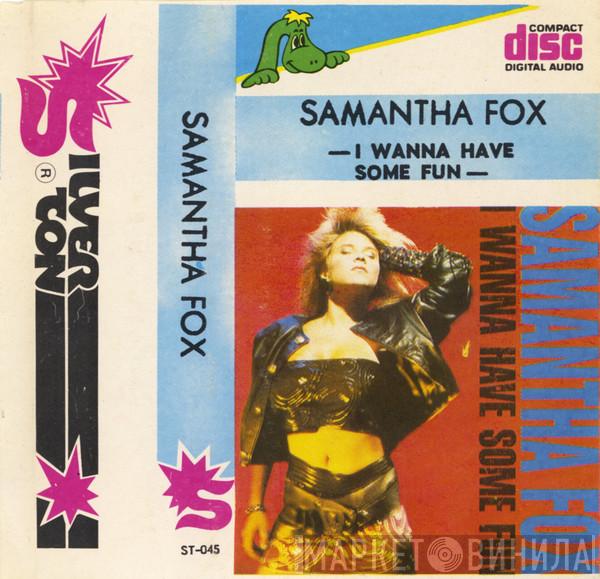 SILVER
TON
®
SAMANTHA FOX
S
ST-045
COMPACT
disc
DIGITAL AUDIO
SAMANTHA FOX
— I WANNA HAVE
SOME FUN —
SAMANTHA FO
I WANNA HAVE SOME F
МАРКЕТ ВИНИЛА